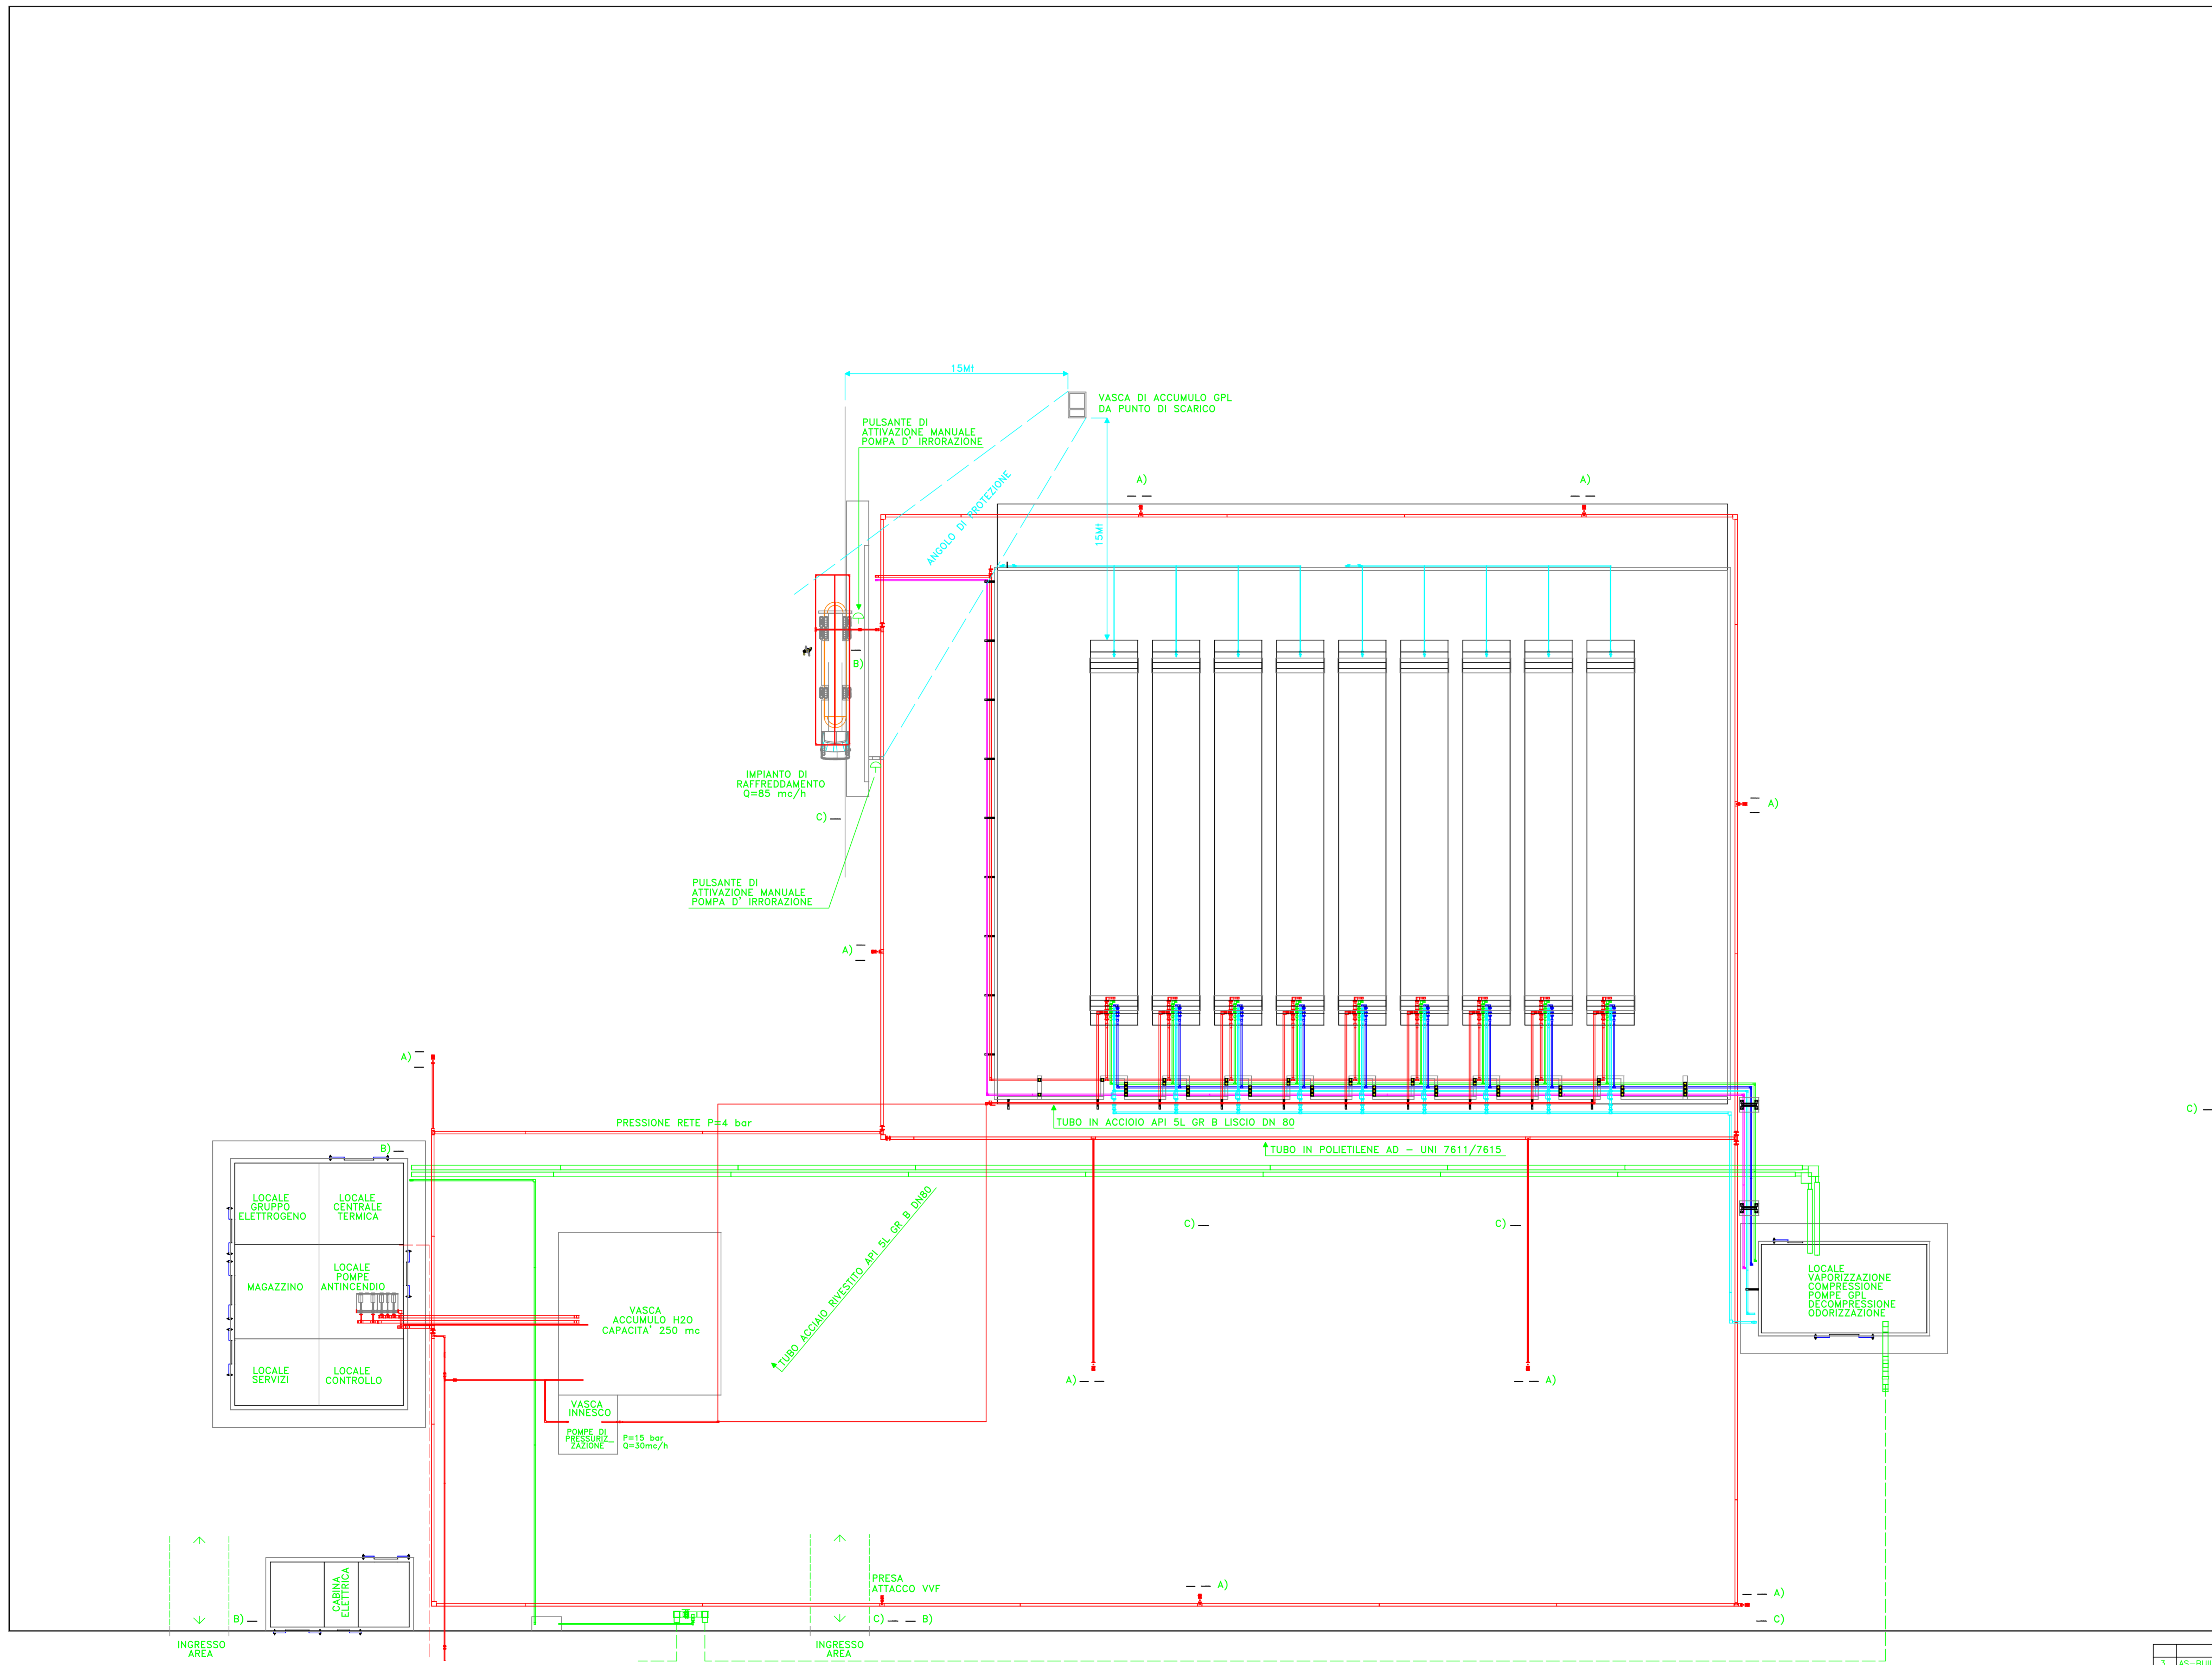 15Mt
VASCA DI ACCUMULO GPL
DA PUNTO DI SCARICO
PULSANTE DI
ATTIVAZIONE MANUALE
POMPA D' IRRORAZIONE
ANGOLO DI PROTEZIONE
15Mt
A)
A)
B)
IMPIANTO DI
RAFFREDDAMENTO
Q=85 mc/h
C)
A)
PULSANTE DI
ATTIVAZIONE MANUALE
POMPA D' IRRORAZIONE
A)
A)
C)
PRESSIONE RETE P=4 bar
TUBO IN ACCIOIO API 5L GR B LISCIO DN 80
TUBO IN POLIETILENE AD - UNI 7611/7615
B)
LOCALE
GRUPPO
ELETTROGENO
LOCALE
CENTRALE
TERMICA
TUBO ACCIAIO RIVESTITO API 5L GR B DN80
C)
C)
MAGAZZINO
LOCALE
POMPE
ANTINCENDIO
LOCALE
VAPORIZZAZIONE
COMPRESSIONE
POMPE GPL
DECOMPRESSIONE
ODORIZZAZIONE
VASCA
ACCUMULO H2O
CAPACITA' 250 mc
LOCALE
SERVIZI
LOCALE
CONTROLLO
A)
A)
VASCA
INNESCO
POMPE DI
PRESSURIZ_
ZAZIONE
P=15 bar
Q=30mc/h
CABINA
ELETTRICA
PRESA
ATTACCO VVF
A)
A)
B)
C)
B)
C)
INGRESSO
AREA
INGRESSO
AREA
3